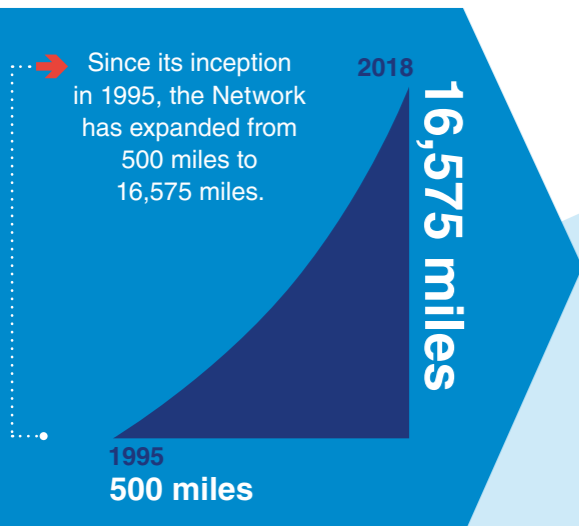 Since its inception
in 1995, the Network
has expanded from
500 miles to
16,575 miles.
2018
16,575 miles
1995
500 miles